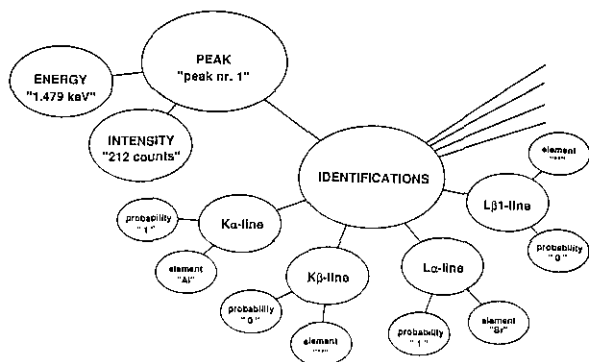 PEAK
"peak nr. 1"
ENERGY
"1.479 keV"
INTENSITY
"212 counts"
IDENTIFICATIONS
element
Lβ1-line
probability
"0"
probability
"1"
Kα-line
element
"Al"
Kβ-line
probability
"0"
element
Lα-line
probability
"1"
element
"Sr"